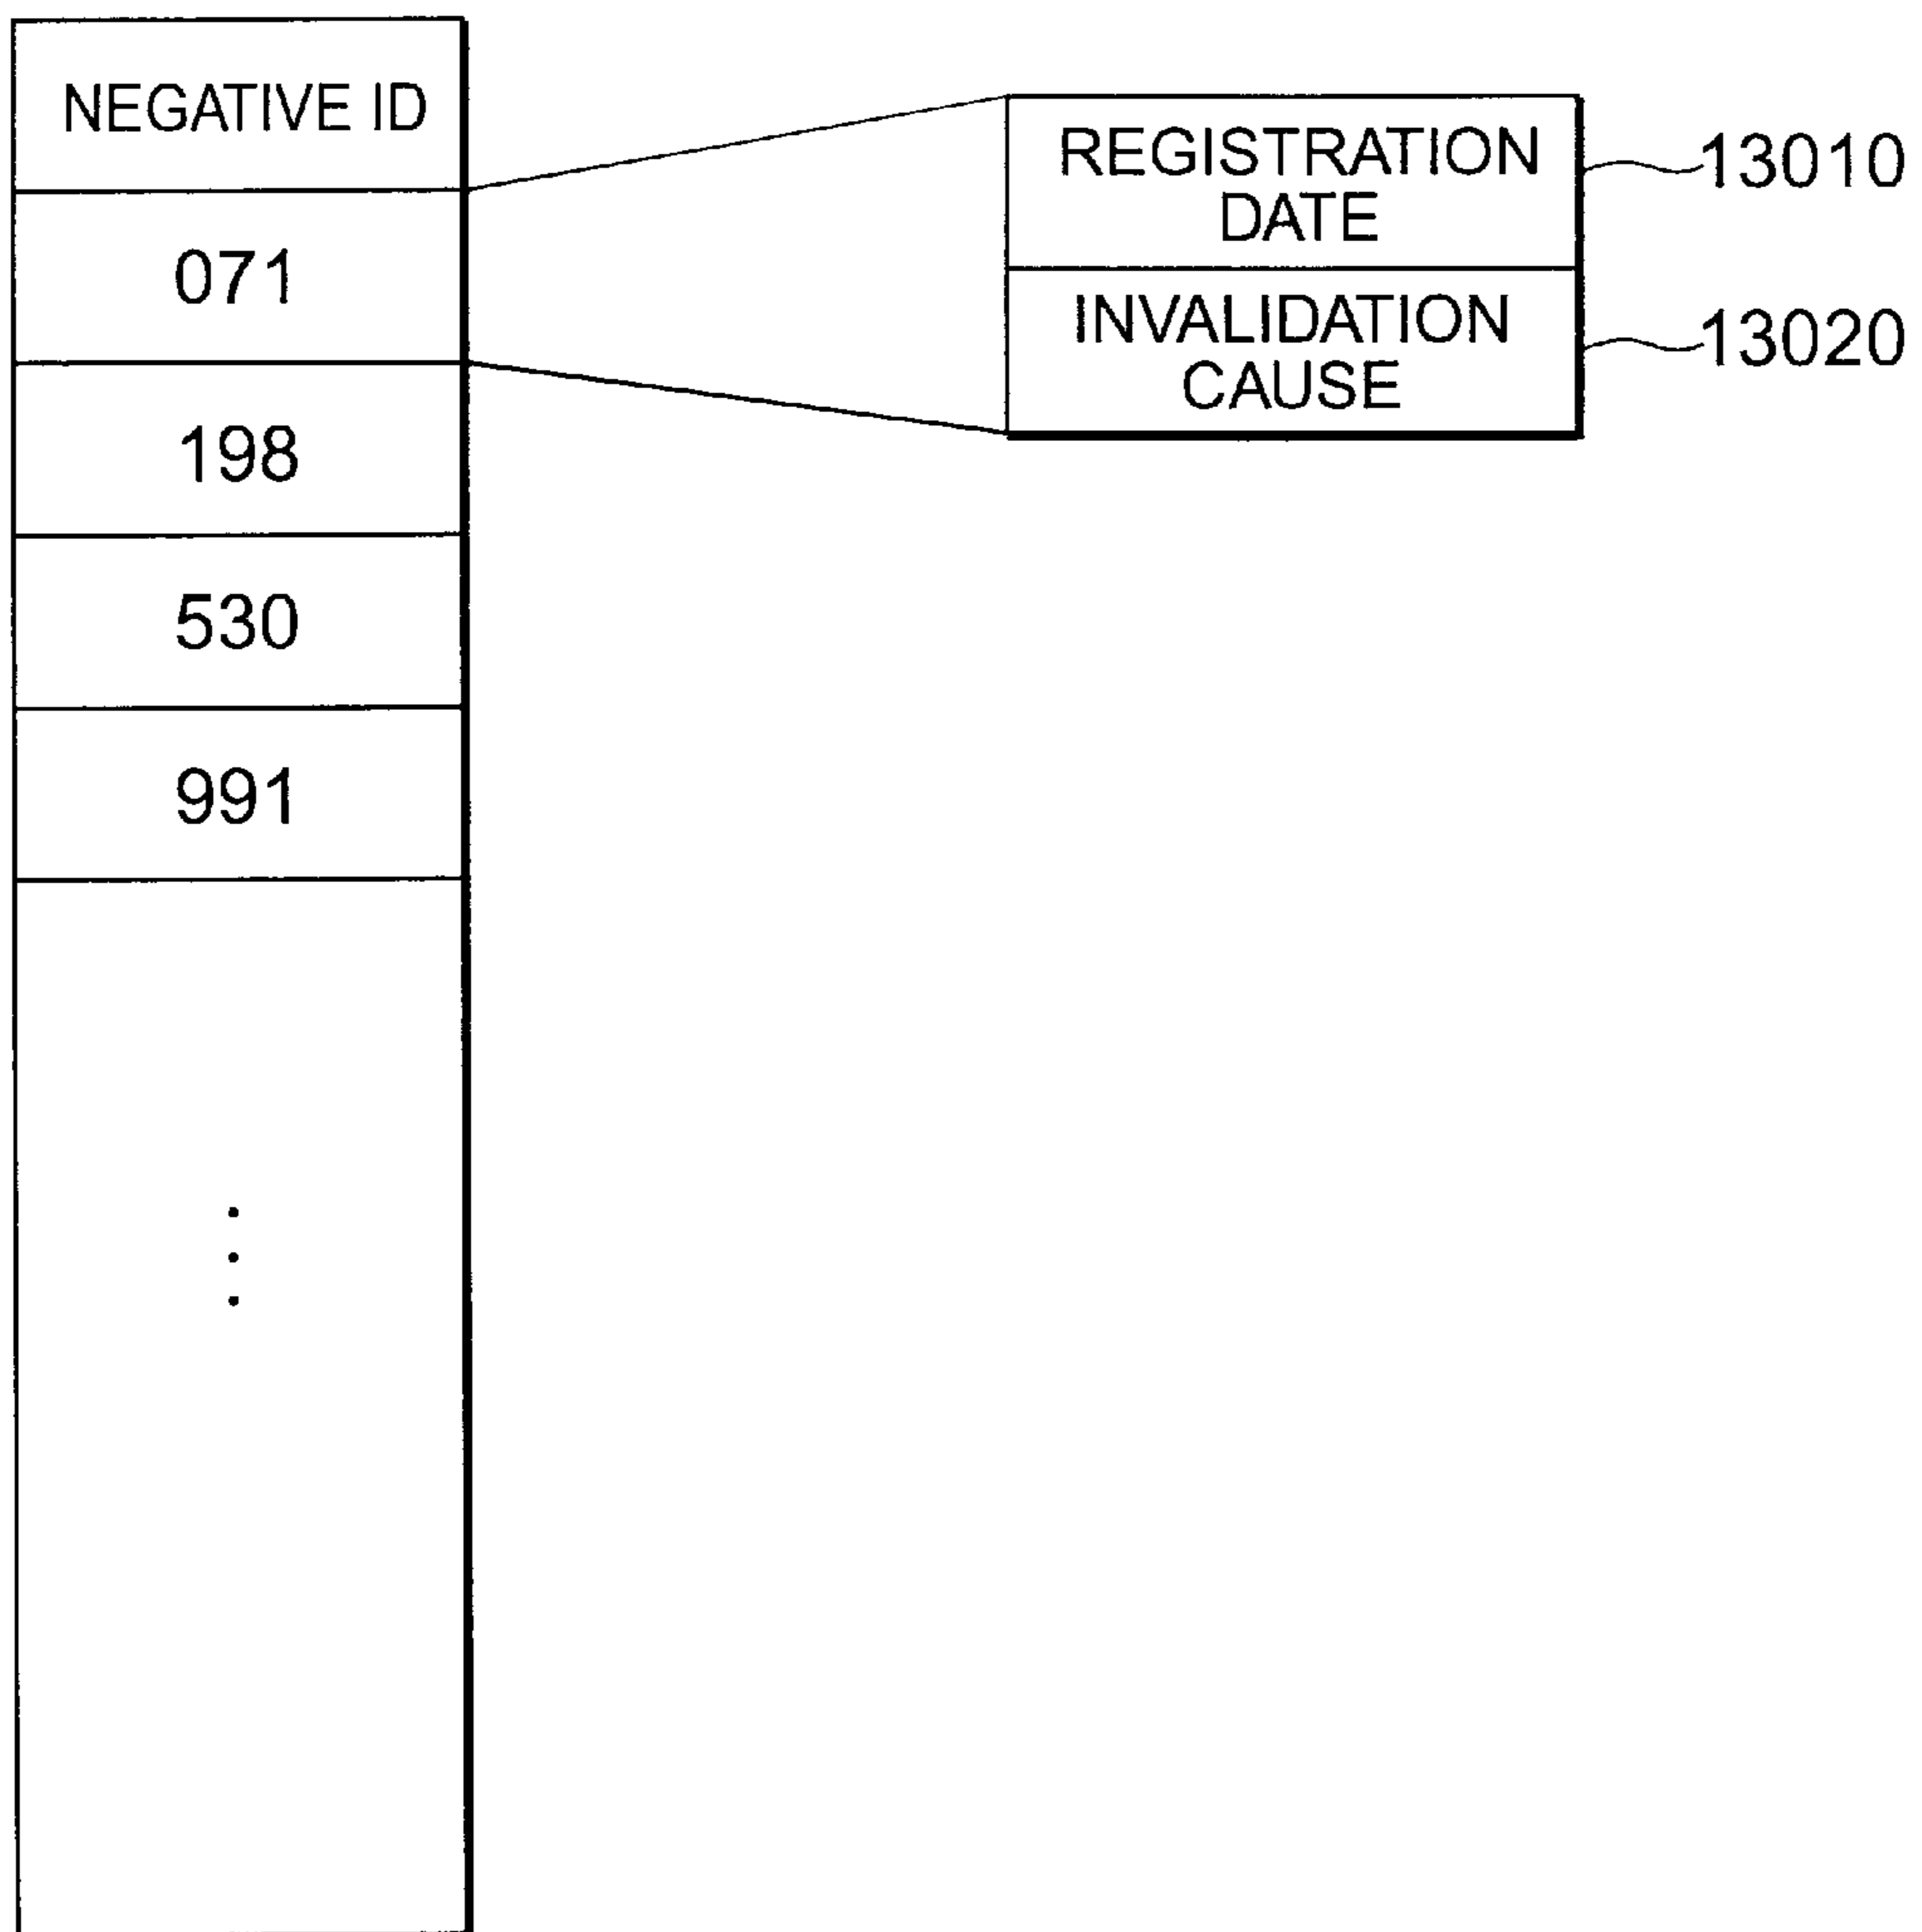 NEGATIVE ID
071
198
530
991
REGISTRATION
DATE
13010
INVALIDATION
CAUSE
13020